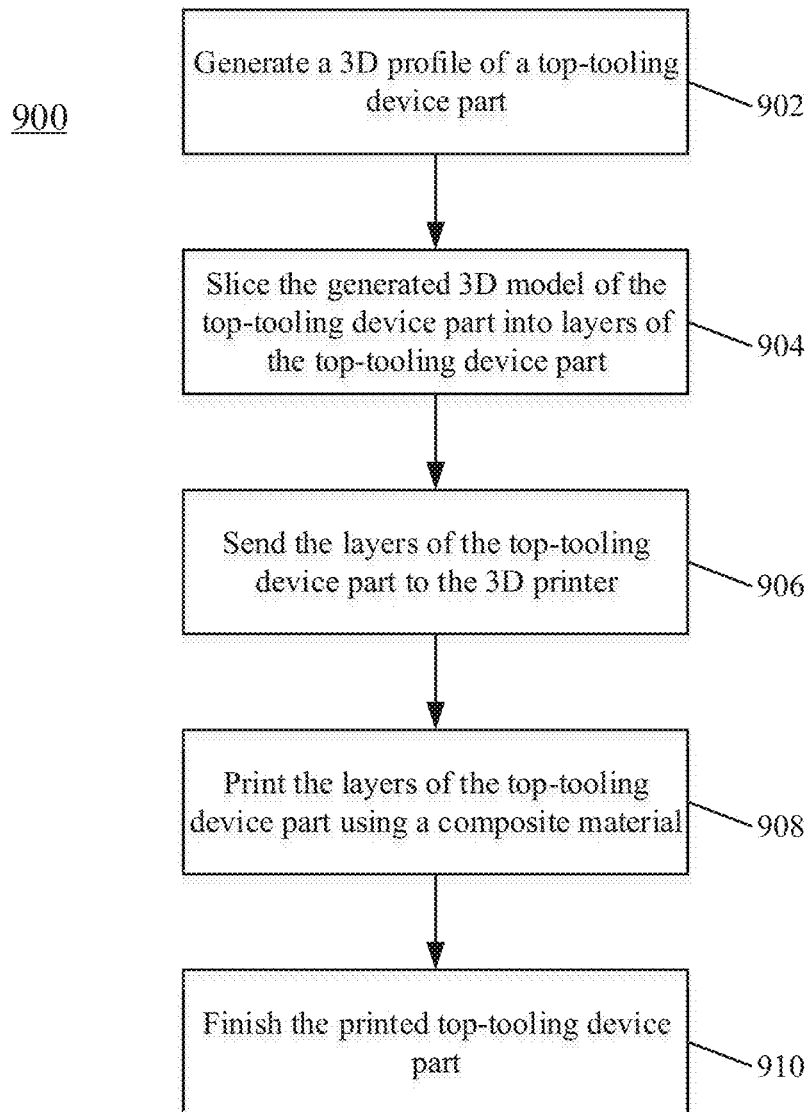 900
Generate a 3D profile of a top-tooling
device part
902
Slice the generated 3D model of the
top-tooling device part into layers of
the top-tooling device part
904
Send the layers of the top-tooling
device part to the 3D printer
906
Print the layers of the top-tooling
device part using a composite material
908
Finish the printed top-tooling device
part
910